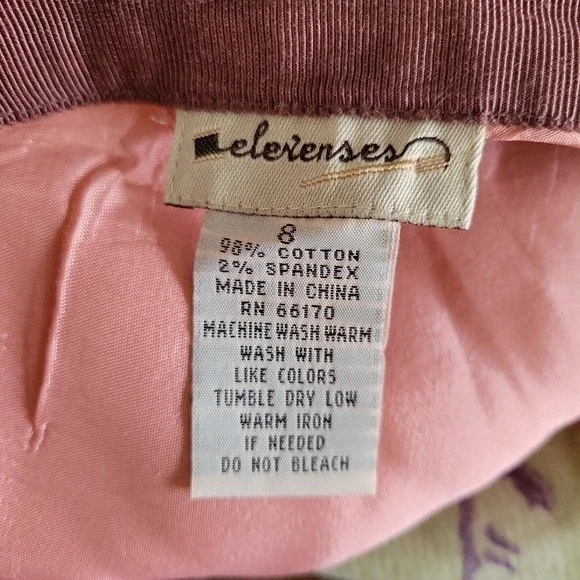 elevenses
8
98% COTTON
2% SPANDEX
MADE IN CHINA
RN 66170
MACHINE WASH WARM
WASH WITH
LIKE COLORS
TUMBLE DRY LOW
WARM IRON
IF NEEDED
DO NOT BLEACH